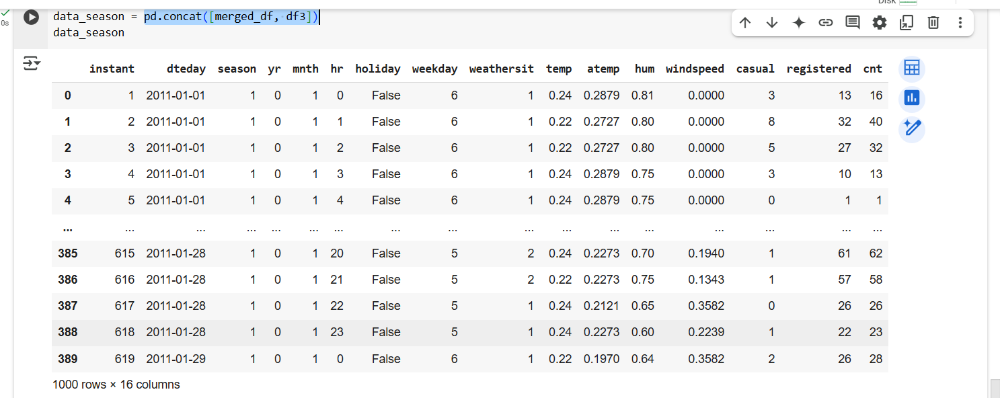 Disk
0s
data_season = pd.concat([merged_df, df3])
data_season
instant dteday season yr mnth hr holiday weekday weathersit temp atemp hum windspeed casual registered cnt
0 1 2011-01-01 1 0 1 0 False 6 1 0.24 0.2879 0.81 0.0000 3 13 16
1 2 2011-01-01 1 0 1 1 False 6 1 0.22 0.2727 0.80 0.0000 8 32 40
2 3 2011-01-01 1 0 1 2 False 6 1 0.22 0.2727 0.80 0.0000 5 27 32
3 4 2011-01-01 1 0 1 3 False 6 1 0.24 0.2879 0.75 0.0000 3 10 13
4 5 2011-01-01 1 0 1 4 False 6 1 0.24 0.2879 0.75 0.0000 0 1 1
... ... ... ... ... ... ... ... ... ... ... ... ... ... ... ... ...
385 615 2011-01-28 1 0 1 20 False 5 2 0.24 0.2273 0.70 0.1940 1 61 62
386 616 2011-01-28 1 0 1 21 False 5 2 0.22 0.2273 0.75 0.1343 1 57 58
387 617 2011-01-28 1 0 1 22 False 5 1 0.24 0.2121 0.65 0.3582 0 26 26
388 618 2011-01-28 1 0 1 23 False 5 1 0.24 0.2273 0.60 0.2239 1 22 23
389 619 2011-01-29 1 0 1 0 False 6 1 0.22 0.1970 0.64 0.3582 2 26 28
1000 rows × 16 columns